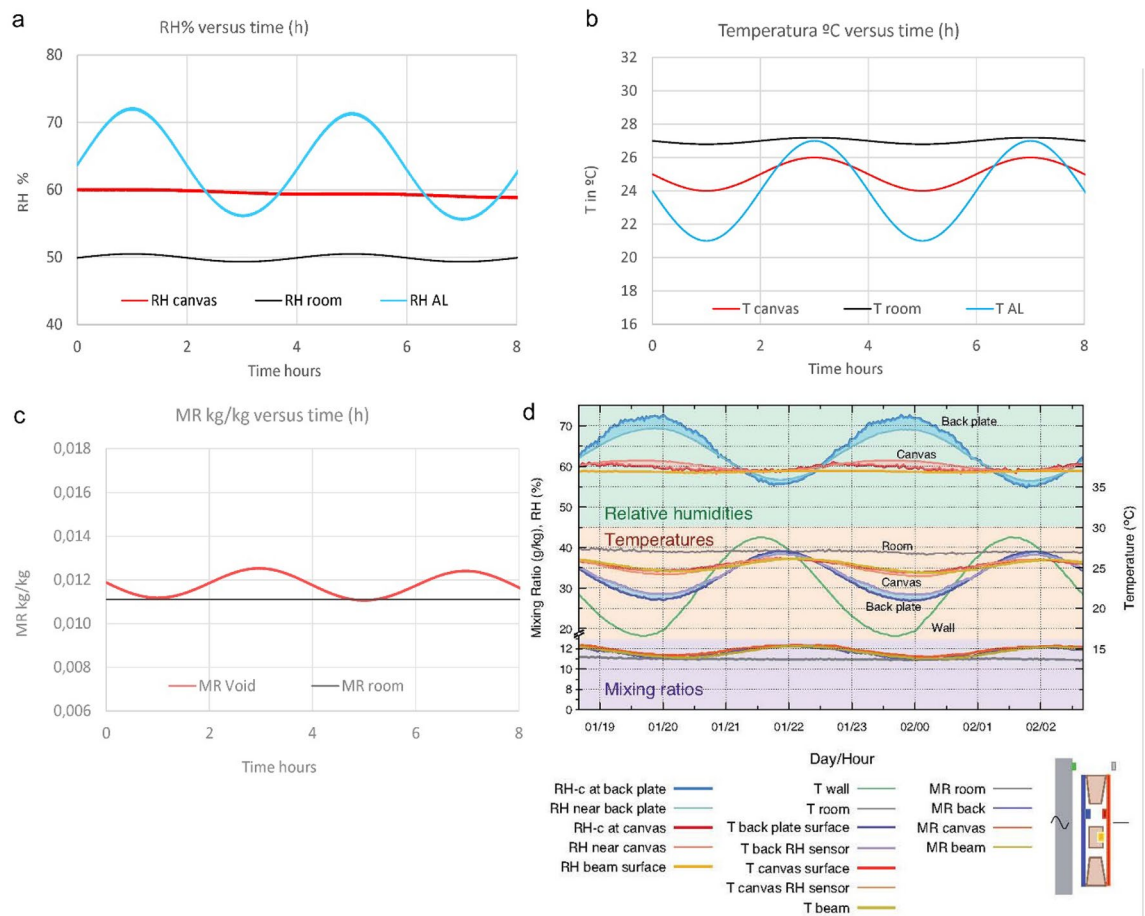 a
RH% versus time (h)
80
70
60
50
40
RH %
0 2 4 6 8
Time hours
RH canvas RH room RH AL
b
Temperatura ºC versus time (h)
32
30
28
26
24
22
20
18
16
T in ºC)
0 2 4 6 8
Time hours
T canvas T room T AL
c
MR kg/kg versus time (h)
0,018
0,016
0,014
0,012
0,010
0,008
0,006
MR kg/kg
MR Void MR room
0 2 4 6 8
Time hours
d
70
60
50
40
30
20
12
12
8
0
Mixing Ratio (g/kg), RH (%)
Back plate
Canvas
Relative humidities
Temperatures
Room
Canvas
Back plate
Wall
Mixing ratios
35
30
25
20
15
Temperature (ºC)
01/19 01/20 01/21 01/22 01/23 02/00 02/01 02/02
Day/Hour
RH-c at back plate
RH near back plate
RH-c at canvas
RH near canvas
RH beam surface
T wall
T room
T back plate surface
T back RH sensor
T canvas surface
T canvas RH sensor
T beam
MR room
MR back
MR canvas
MR beam